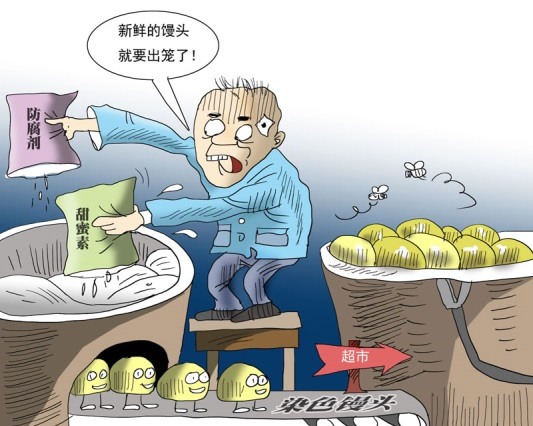 新鲜的馒头
就要出笼了！
防腐剂
甜蜜素
超市
染色馒头